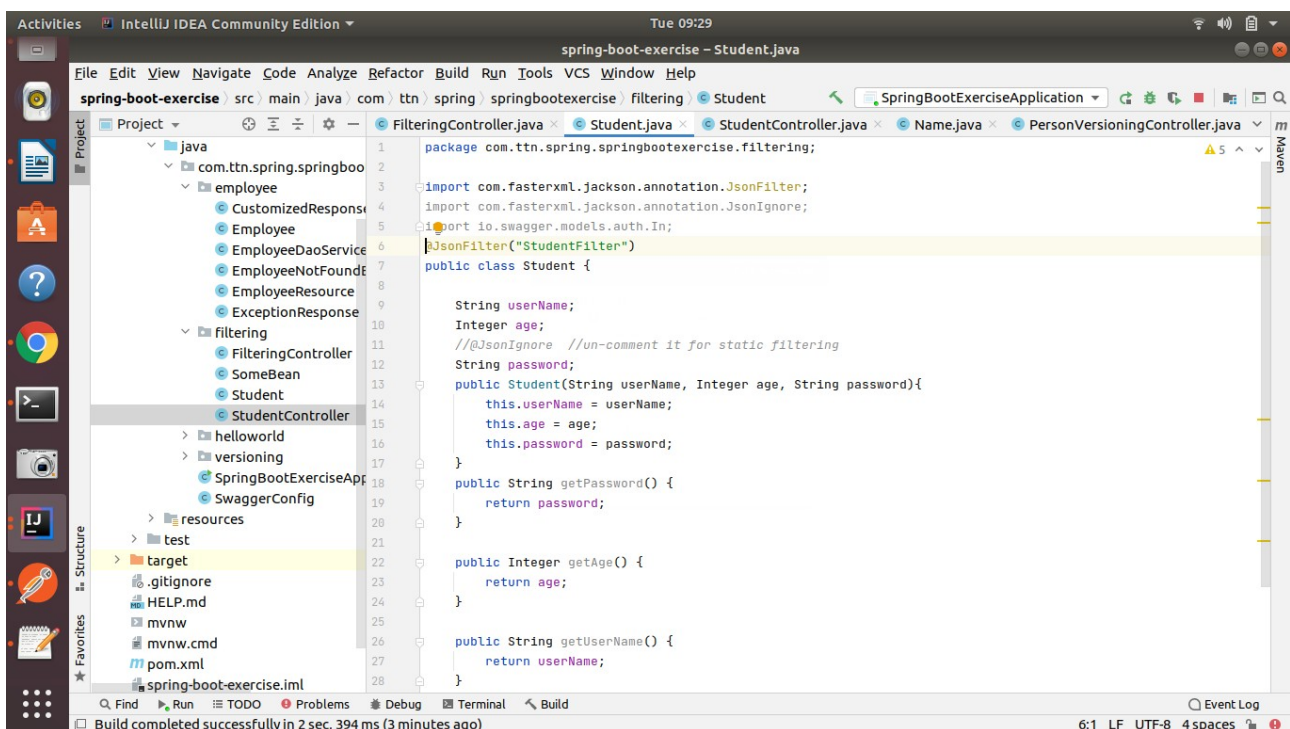 Activities IntelliJ IDEA Community Edition Tue 09:29
spring-boot-exercise – Student.java
File Edit View Navigate Code Analyze Refactor Build Run Tools VCS Window Help
spring-boot-exercise src main java com ttn spring springbootexercise filtering Student SpringBootExerciseApplication
Project FilteringController.java Student.java StudentController.java Name.java PersonVersioningController.java
Project
Maven
Structure
Favorites
java
com.ttn.spring.springboo
employee
CustomizedResponse
Employee
EmployeeDaoService
EmployeeNotFoundE
EmployeeResource
ExceptionResponse
filtering
FilteringController
SomeBean
Student
StudentController
helloworld
versioning
SpringBootExerciseApp
SwaggerConfig
resources
test
target
.gitignore
HELP.md
mvnw
mvnw.cmd
pom.xml
spring-boot-exercise.iml
5
1 package com.ttn.spring.springbootexercise.filtering;
2
3 import com.fasterxml.jackson.annotation.JsonFilter;
4 import com.fasterxml.jackson.annotation.JsonIgnore;
5 import io.swagger.models.auth.In;
6 @JsonFilter("StudentFilter")
7 public class Student {
8
9 String userName;
10 Integer age;
11 //@JsonIgnore //un-comment it for static filtering
12 String password;
13 public Student(String userName, Integer age, String password){
14 this.userName = userName;
15 this.age = age;
16 this.password = password;
17 }
18 public String getPassword() {
19 return password;
20 }
21
22 public Integer getAge() {
23 return age;
24 }
25
26 public String getUserName() {
27 return userName;
28 }
Find Run TODO Problems Debug Terminal Build Event Log
Build completed successfully in 2 sec, 394 ms (3 minutes ago) 6:1 LF UTF-8 4 spaces